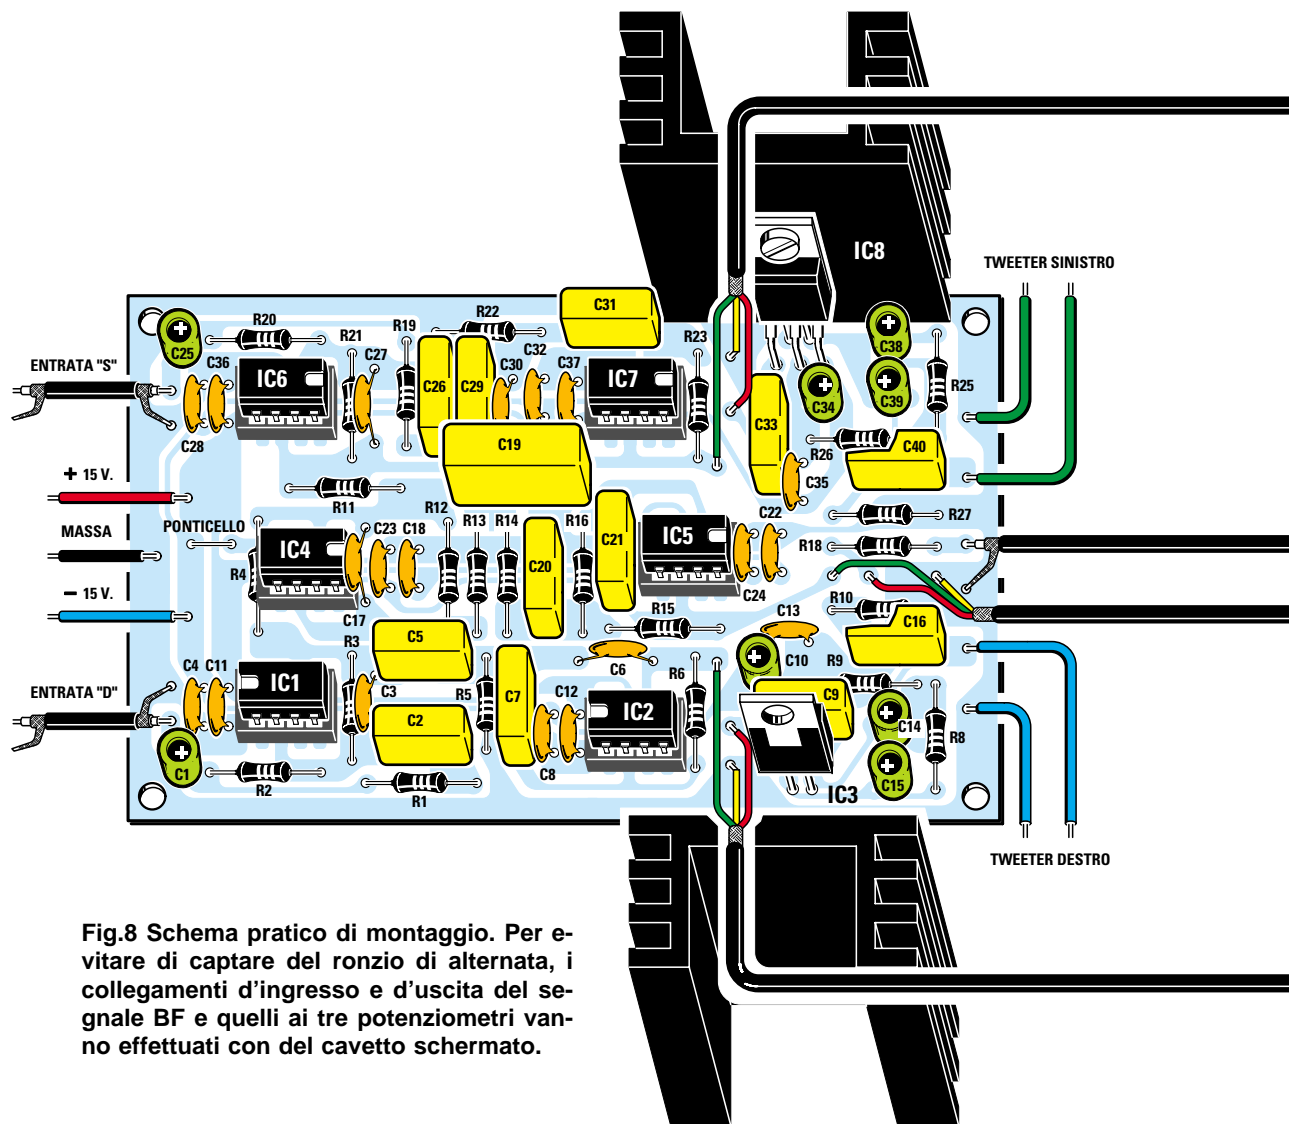 IC8
TWEETER SINISTRO
C31
R20
R22
R19
R21
C27
C32
C30
C37
R23
C38
C25
C36
ENTRATA "S"
IC6
C26
C29
IC7
C39
R25
C34
C33
C28
C19
R26
C40
C35
+ 15 V.
R11
R12
R13
R14
R16
C22
R27
MASSA
PONTICELLO
C23
C18
C21
IC5
R18
IC4
R4
C20
C24
- 15 V.
C17
R15
C13
R10
C16
R3
C5
C6
C10
R9
ENTRATA "D"
C4
C11
IC1
C3
R5
C7
C12
R6
C9
IC2
C2
C14
R8
C1
C8
C15
R2
R1
IC3
TWEETER DESTRO
Fig.8 Schema pratico di montaggio. Per e-
vitare di captare del ronzio di alternata, i
collegamenti d'ingresso e d'uscita del se-
gnale BF e quelli ai tre potenziometri van-
no effettuati con del cavetto schermato.